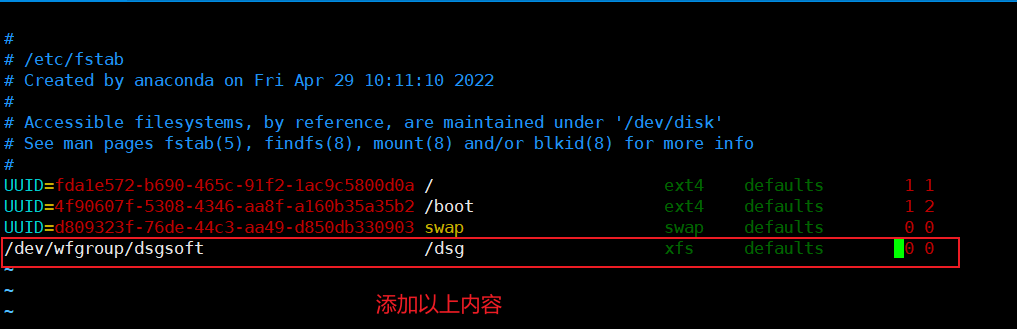 #
# /etc/fstab
# Created by anaconda on Fri Apr 29 10:11:10 2022
#
# Accessible filesystems, by reference, are maintained under '/dev/disk'
# See man pages fstab(5), findfs(8), mount(8) and/or blkid(8) for more info
#
UUID=fda1e572-b690-465c-91f2-1ac9c5800d0a / ext4 defaults 1 1
UUID=4f90607f-5308-4346-aa8f-a160b35a35b2 /boot ext4 defaults 1 2
UUID=d809323f-76de-44c3-aa49-d850db330903 swap swap defaults 0 0
/dev/wfgroup/dsgsoft /dsg xfs defaults 0 0
~
~
~
添加以上内容